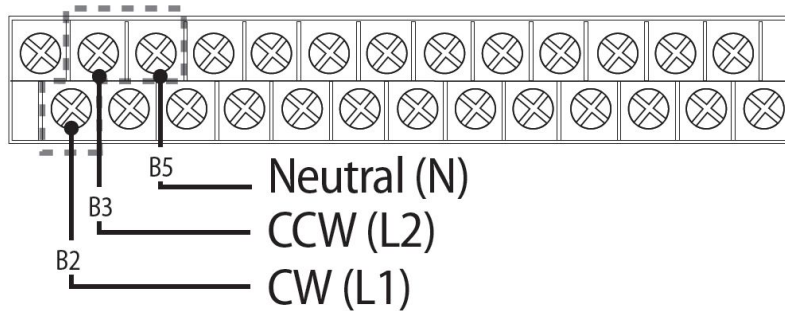 B5
Neutral (N)
B3
CCW (L2)
B2
CW (L1)